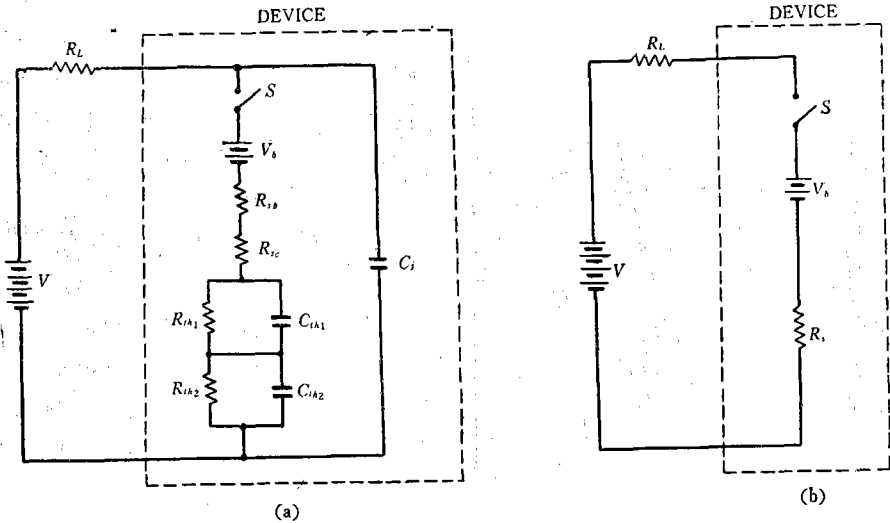 DEVICE
R_L
S
V_b
R_sb
R_sc
V
C_j
R_th1
C_th1
R_th2
C_th2
(a)
DEVICE
R_L
S
V_b
V
R_s
(b)